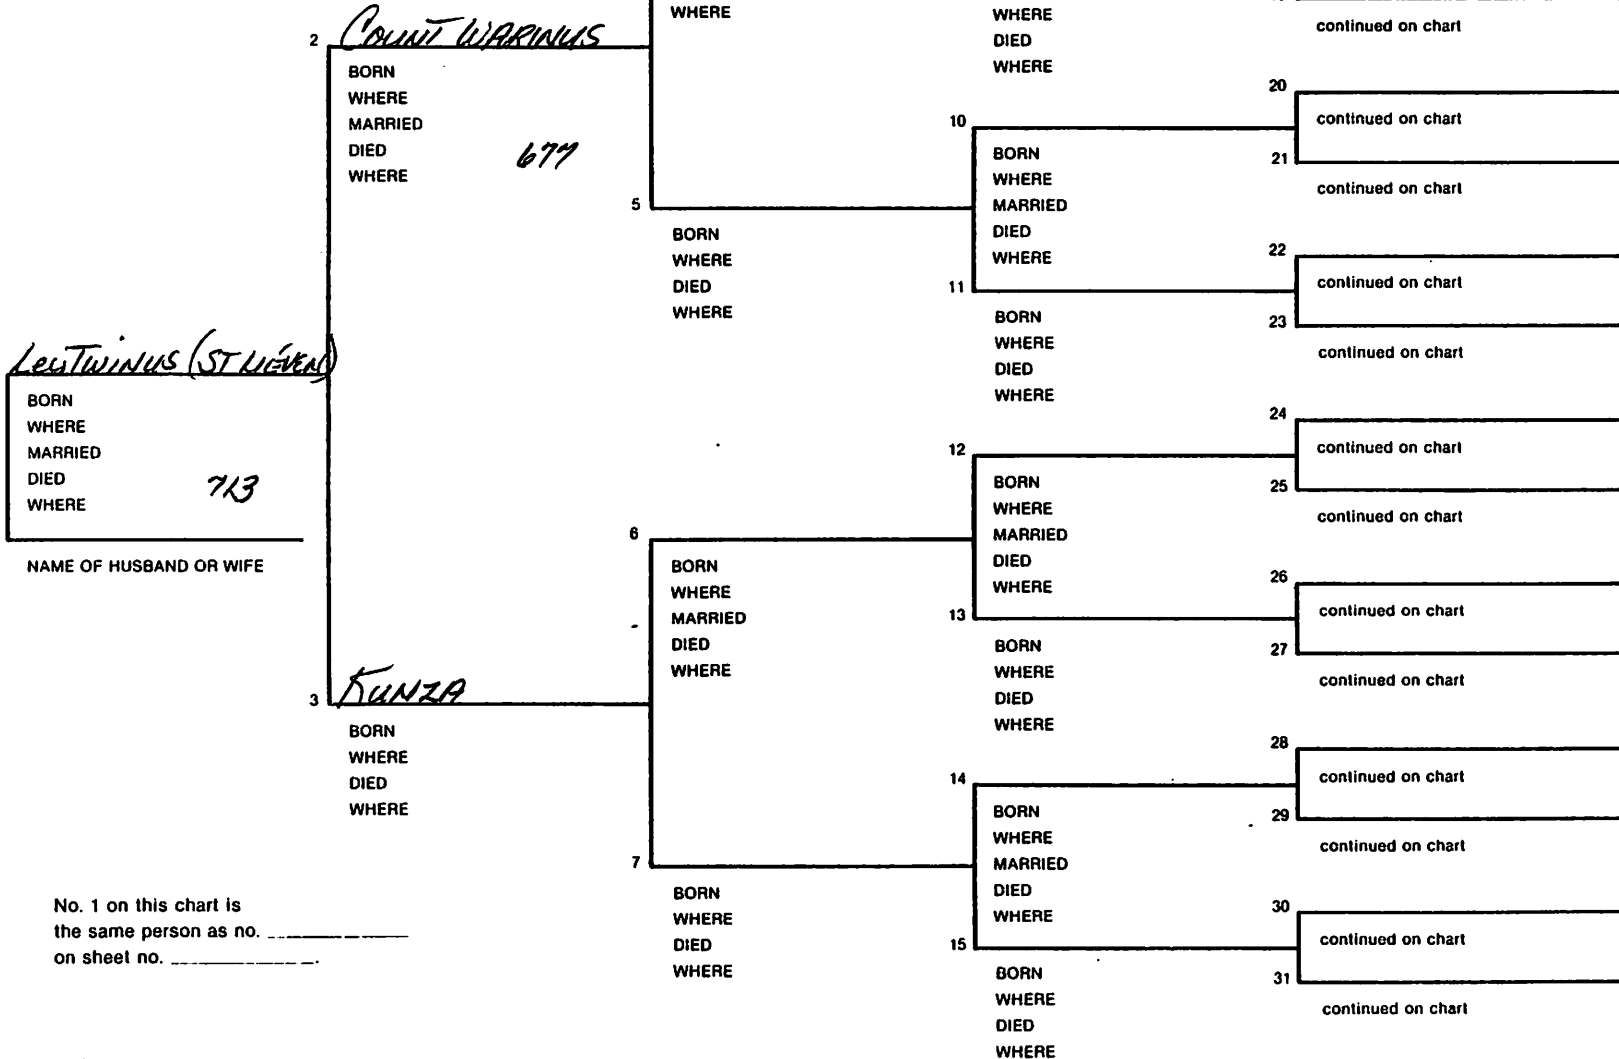 WHERE
WHERE
DIED
WHERE
continued on chart
2 COUNT WARINUS
BORN
WHERE
MARRIED
DIED 677
WHERE
5
BORN
WHERE
DIED
WHERE
10
BORN
WHERE
MARRIED
DIED
WHERE
11
BORN
WHERE
DIED
WHERE
20
continued on chart
21
continued on chart
22
continued on chart
23
continued on chart
LeuTwinus (ST LIÉVEN)
BORN
WHERE
MARRIED
DIED 713
WHERE
NAME OF HUSBAND OR WIFE
3 KUNZA
BORN
WHERE
DIED
WHERE
6
BORN
WHERE
MARRIED
DIED
WHERE
7
BORN
WHERE
DIED
WHERE
12
BORN
WHERE
MARRIED
DIED
WHERE
13
BORN
WHERE
DIED
WHERE
14
BORN
WHERE
MARRIED
DIED
WHERE
15
BORN
WHERE
DIED
WHERE
24
continued on chart
25
continued on chart
26
continued on chart
27
continued on chart
28
continued on chart
29
continued on chart
30
continued on chart
31
continued on chart
No. 1 on this chart is
the same person as no. ____________
on sheet no. ____________.